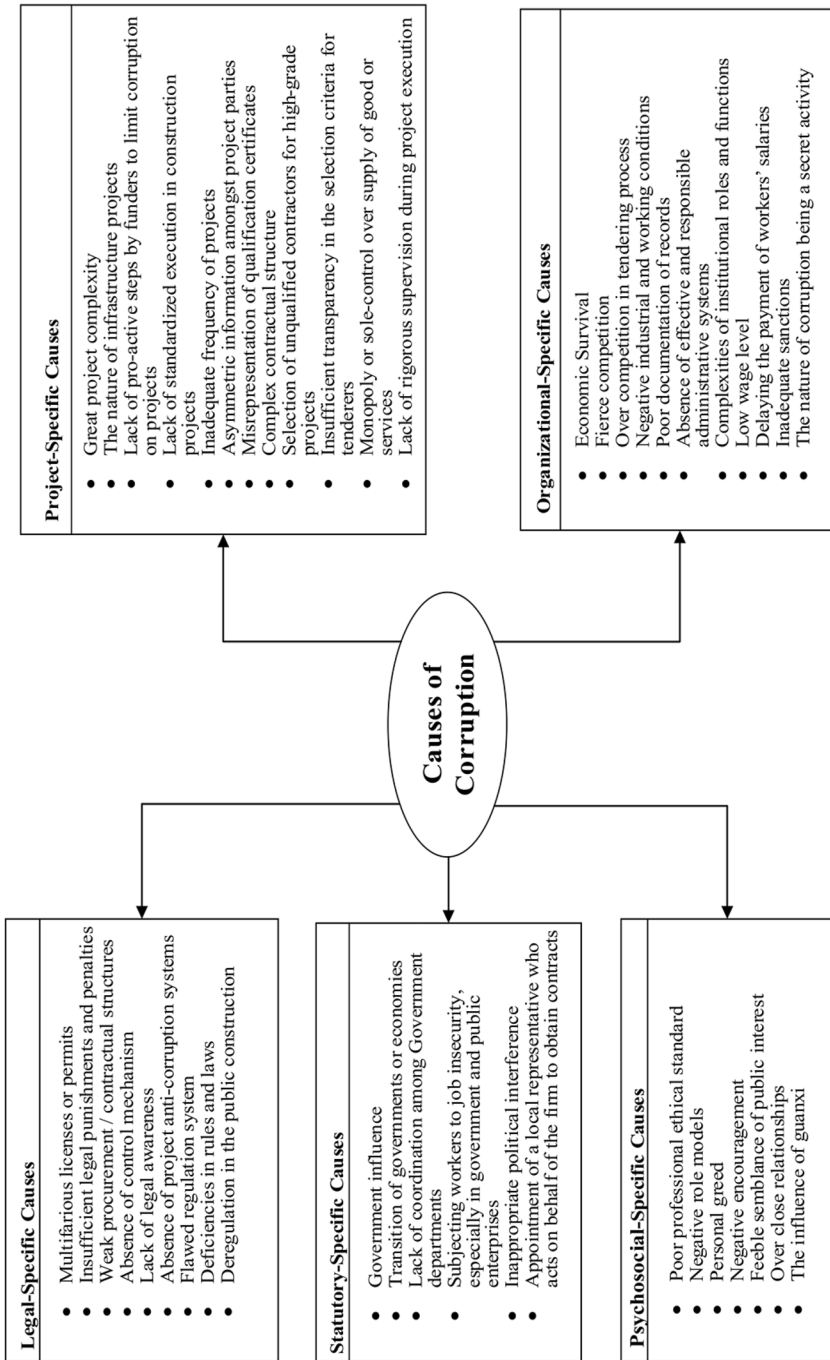 Legal-Specific Causes
• Multifarious licenses or permits
• Insufficient legal punishments and penalties
• Weak procurement / contractual structures
• Absence of control mechanism
• Lack of legal awareness
• Absence of project anti-corruption systems
• Flawed regulation system
• Deficiencies in rules and laws
• Deregulation in the public construction
Statutory-Specific Causes
• Government influence
• Transition of governments or economies
• Lack of coordination among Government
departments
• Subjecting workers to job insecurity,
especially in government and public
enterprises
• Inappropriate political interference
• Appointment of a local representative who
acts on behalf of the firm to obtain contracts
Psychosocial-Specific Causes
• Poor professional ethical standard
• Negative role models
• Personal greed
• Negative encouragement
• Feeble semblance of public interest
• Over close relationships
• The influence of guanxi
Causes of
Corruption
Project-Specific Causes
• Great project complexity
• The nature of infrastructure projects
• Lack of pro-active steps by funders to limit corruption
on projects
• Lack of standardized execution in construction
projects
• Inadequate frequency of projects
• Asymmetric information amongst project parties
• Misrepresentation of qualification certificates
• Complex contractual structure
• Selection of unqualified contractors for high-grade
projects
• Insufficient transparency in the selection criteria for
tenderers
• Monopoly or sole-control over supply of good or
services
• Lack of rigorous supervision during project execution
Organizational-Specific Causes
• Economic Survival
• Fierce competition
• Over competition in tendering process
• Negative industrial and working conditions
• Poor documentation of records
• Absence of effective and responsible
administrative systems
• Complexities of institutional roles and functions
• Low wage level
• Delaying the payment of workers' salaries
• Inadequate sanctions
• The nature of corruption being a secret activity